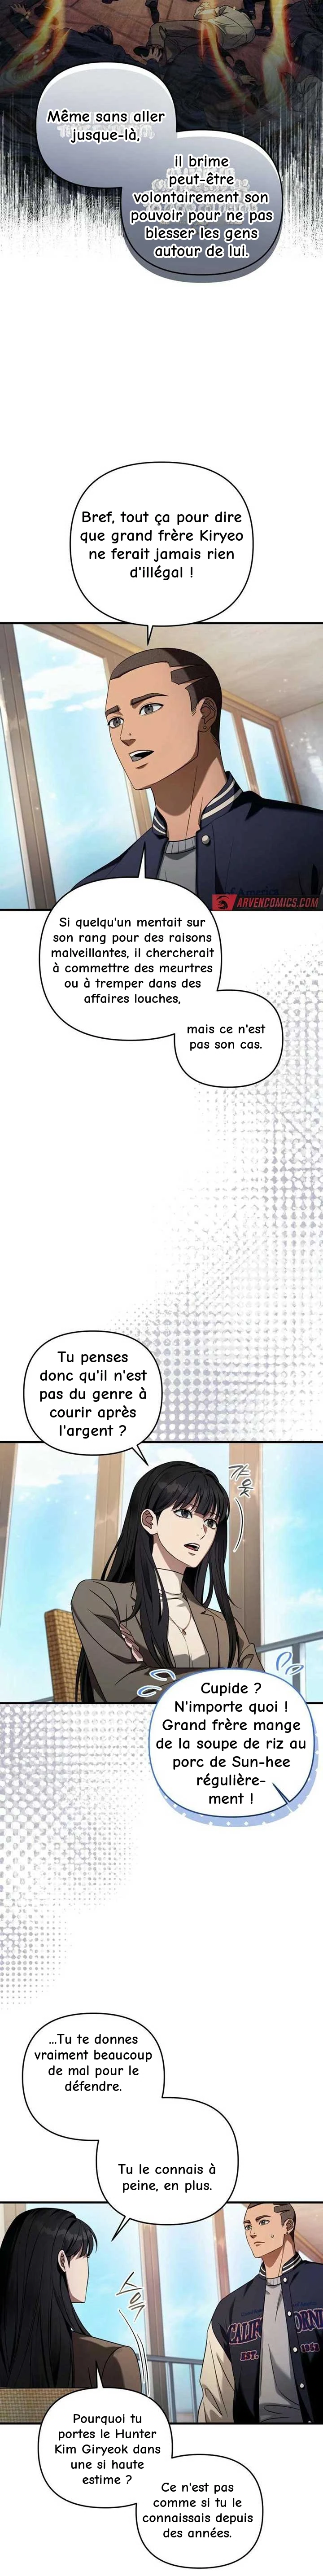 Même sans aller
jusque-là,
il brime
peut-être
volontairement son
pouvoir pour ne pas
blesser les gens
autour de lui.
Bref, tout ça pour dire
que grand frère Kiryeo
ne ferait jamais rien
d'illégal !
America
ARVENCOMICS.COM
Si quelqu'un mentait sur
son rang pour des raisons
malveillantes, il chercherait
à commettre des meurtres
ou à tremper dans des
affaires louches,
mais ce n'est
pas son cas.
Tu penses
donc qu'il n'est
pas du genre à
courir après
l'argent ?
갸웃
Cupide ?
N'importe quoi !
Grand frère mange
de la soupe de riz au
porc de Sun-hee
régulière-
ment !
...Tu te donnes
vraiment beaucoup
de mal pour le
défendre.
Tu le connais à
peine, en plus.
CALIFORNI
EST.
1968
Pourquoi tu
portes le Hunter
Kim Giryeok dans
une si haute
estime ?
Ce n'est pas
comme si tu le
connaissais depuis
des années.